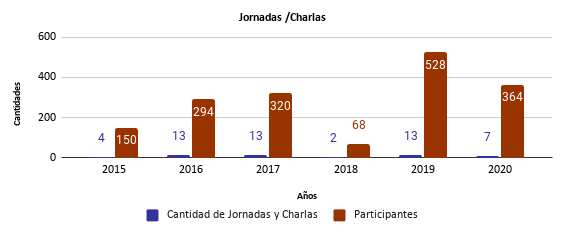 Jornadas /Charlas
600
400
200
0
Cantidades
4 150
13 294
13 320
2 68
13 528
7 364
2015 2016 2017 2018 2019 2020
Años
Cantidad de Jornadas y Charlas Participantes